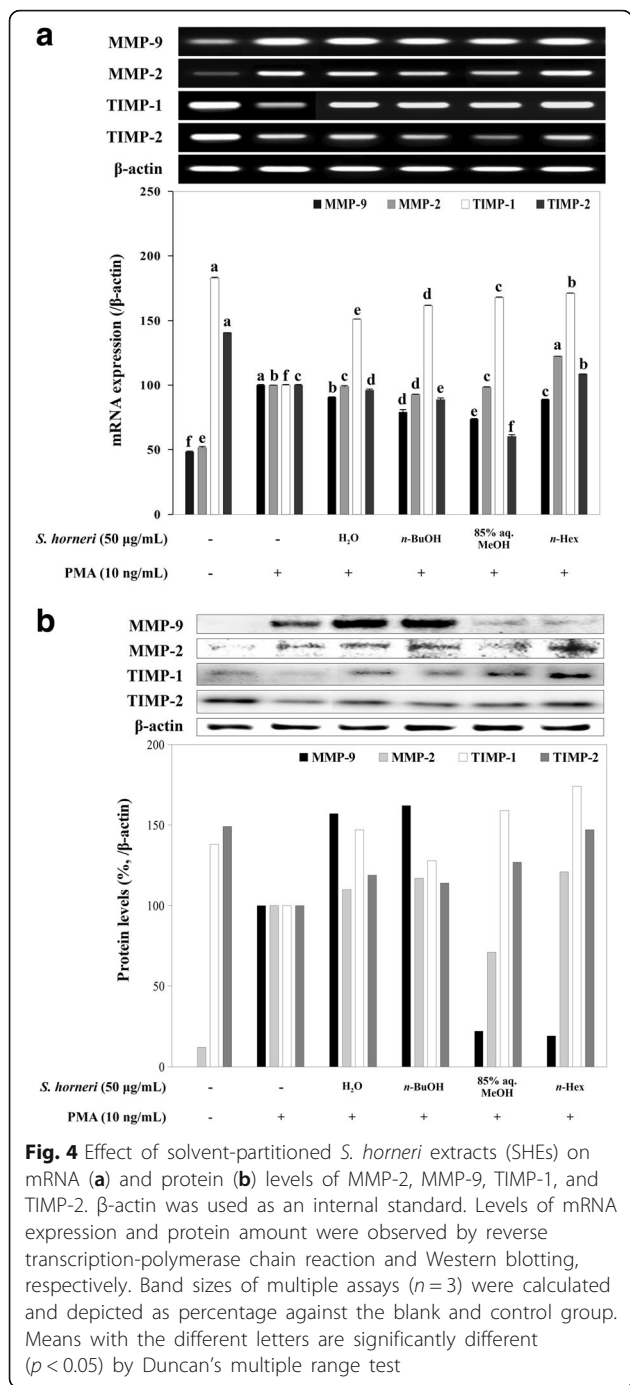 a
MMP-9
MMP-2
TIMP-1
TIMP-2
β-actin
250
MMP-9 MMP-2 TIMP-1 TIMP-2
200
a
b
c
d
e
150
a
a
b
100
a b f c
b c d
d d e
e c
c
50
f e
f
0
mRNA expression (/β-actin)
S. horneri (50 μg/mL) - - H₂O n-BuOH 85% aq. MeOH n-Hex
PMA (10 ng/mL) - + + + + +
b
MMP-9
MMP-2
TIMP-1
TIMP-2
β-actin
200
MMP-9 MMP-2 TIMP-1 TIMP-2
150
100
50
0
Protein levels (%, /β-actin)
S. horneri (50 μg/mL) - - H₂O n-BuOH 85% aq. MeOH n-Hex
PMA (10 ng/mL) - + + + + +
Fig. 4 Effect of solvent-partitioned S. horneri extracts (SHEs) on
mRNA (a) and protein (b) levels of MMP-2, MMP-9, TIMP-1, and
TIMP-2. β-actin was used as an internal standard. Levels of mRNA
expression and protein amount were observed by reverse
transcription-polymerase chain reaction and Western blotting,
respectively. Band sizes of multiple assays (n = 3) were calculated
and depicted as percentage against the blank and control group.
Means with the different letters are significantly different
(p < 0.05) by Duncan's multiple range test